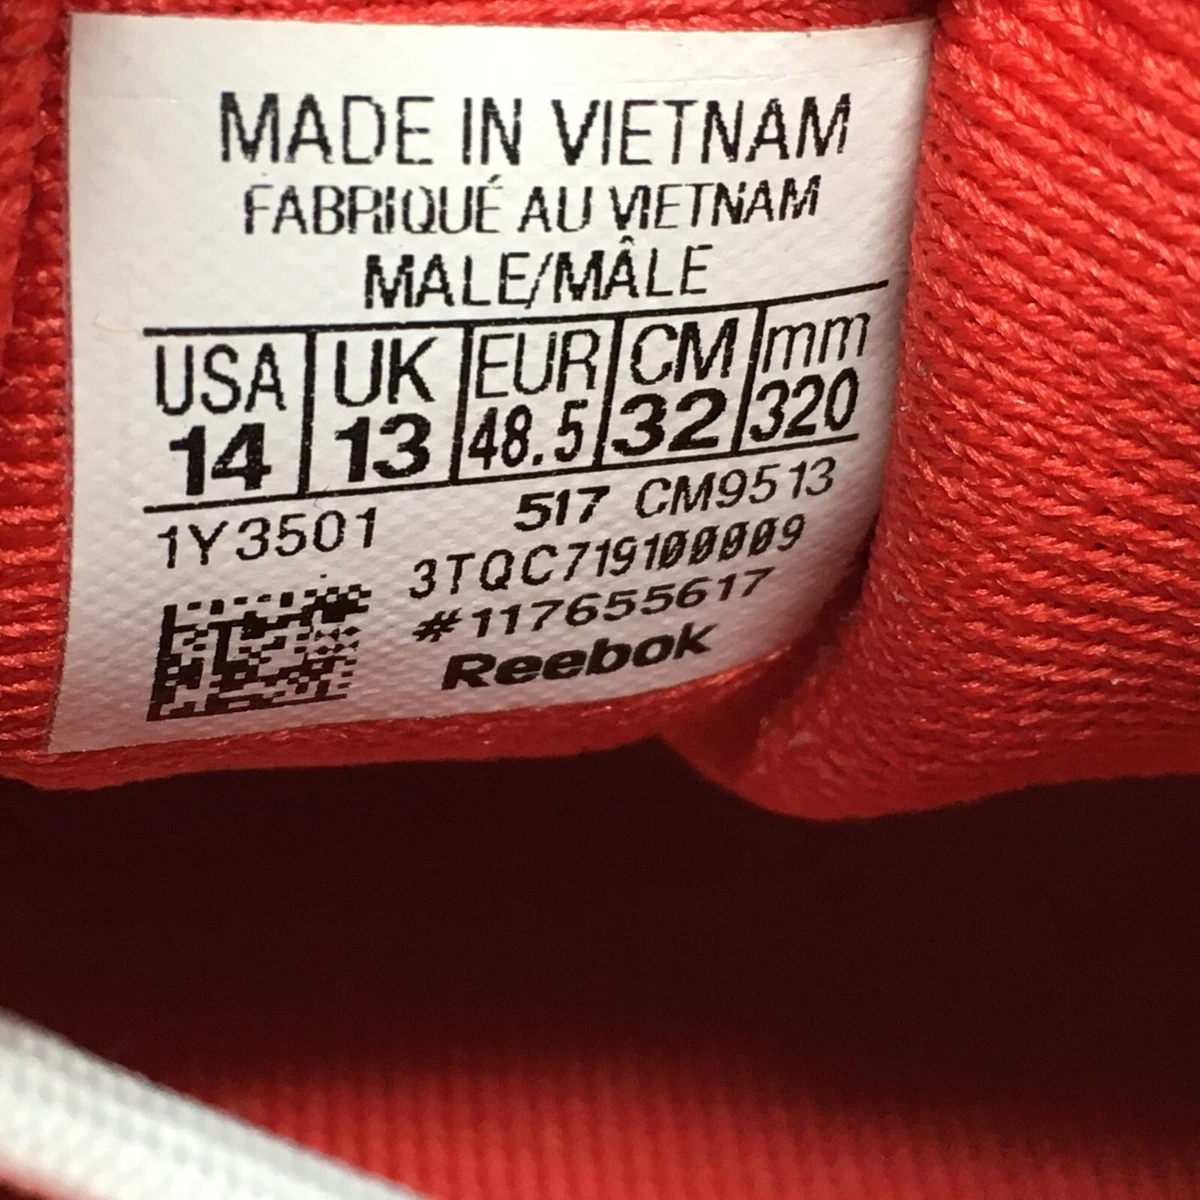 MADE IN VIETNAM
FABRIQUÉ AU VIETNAM
MALE/MÂLE
USA UK EUR CM mm
14 13 48.5 32 320
1Y3501 517 CM9513
3TQC719100009
#117655617
Reebok